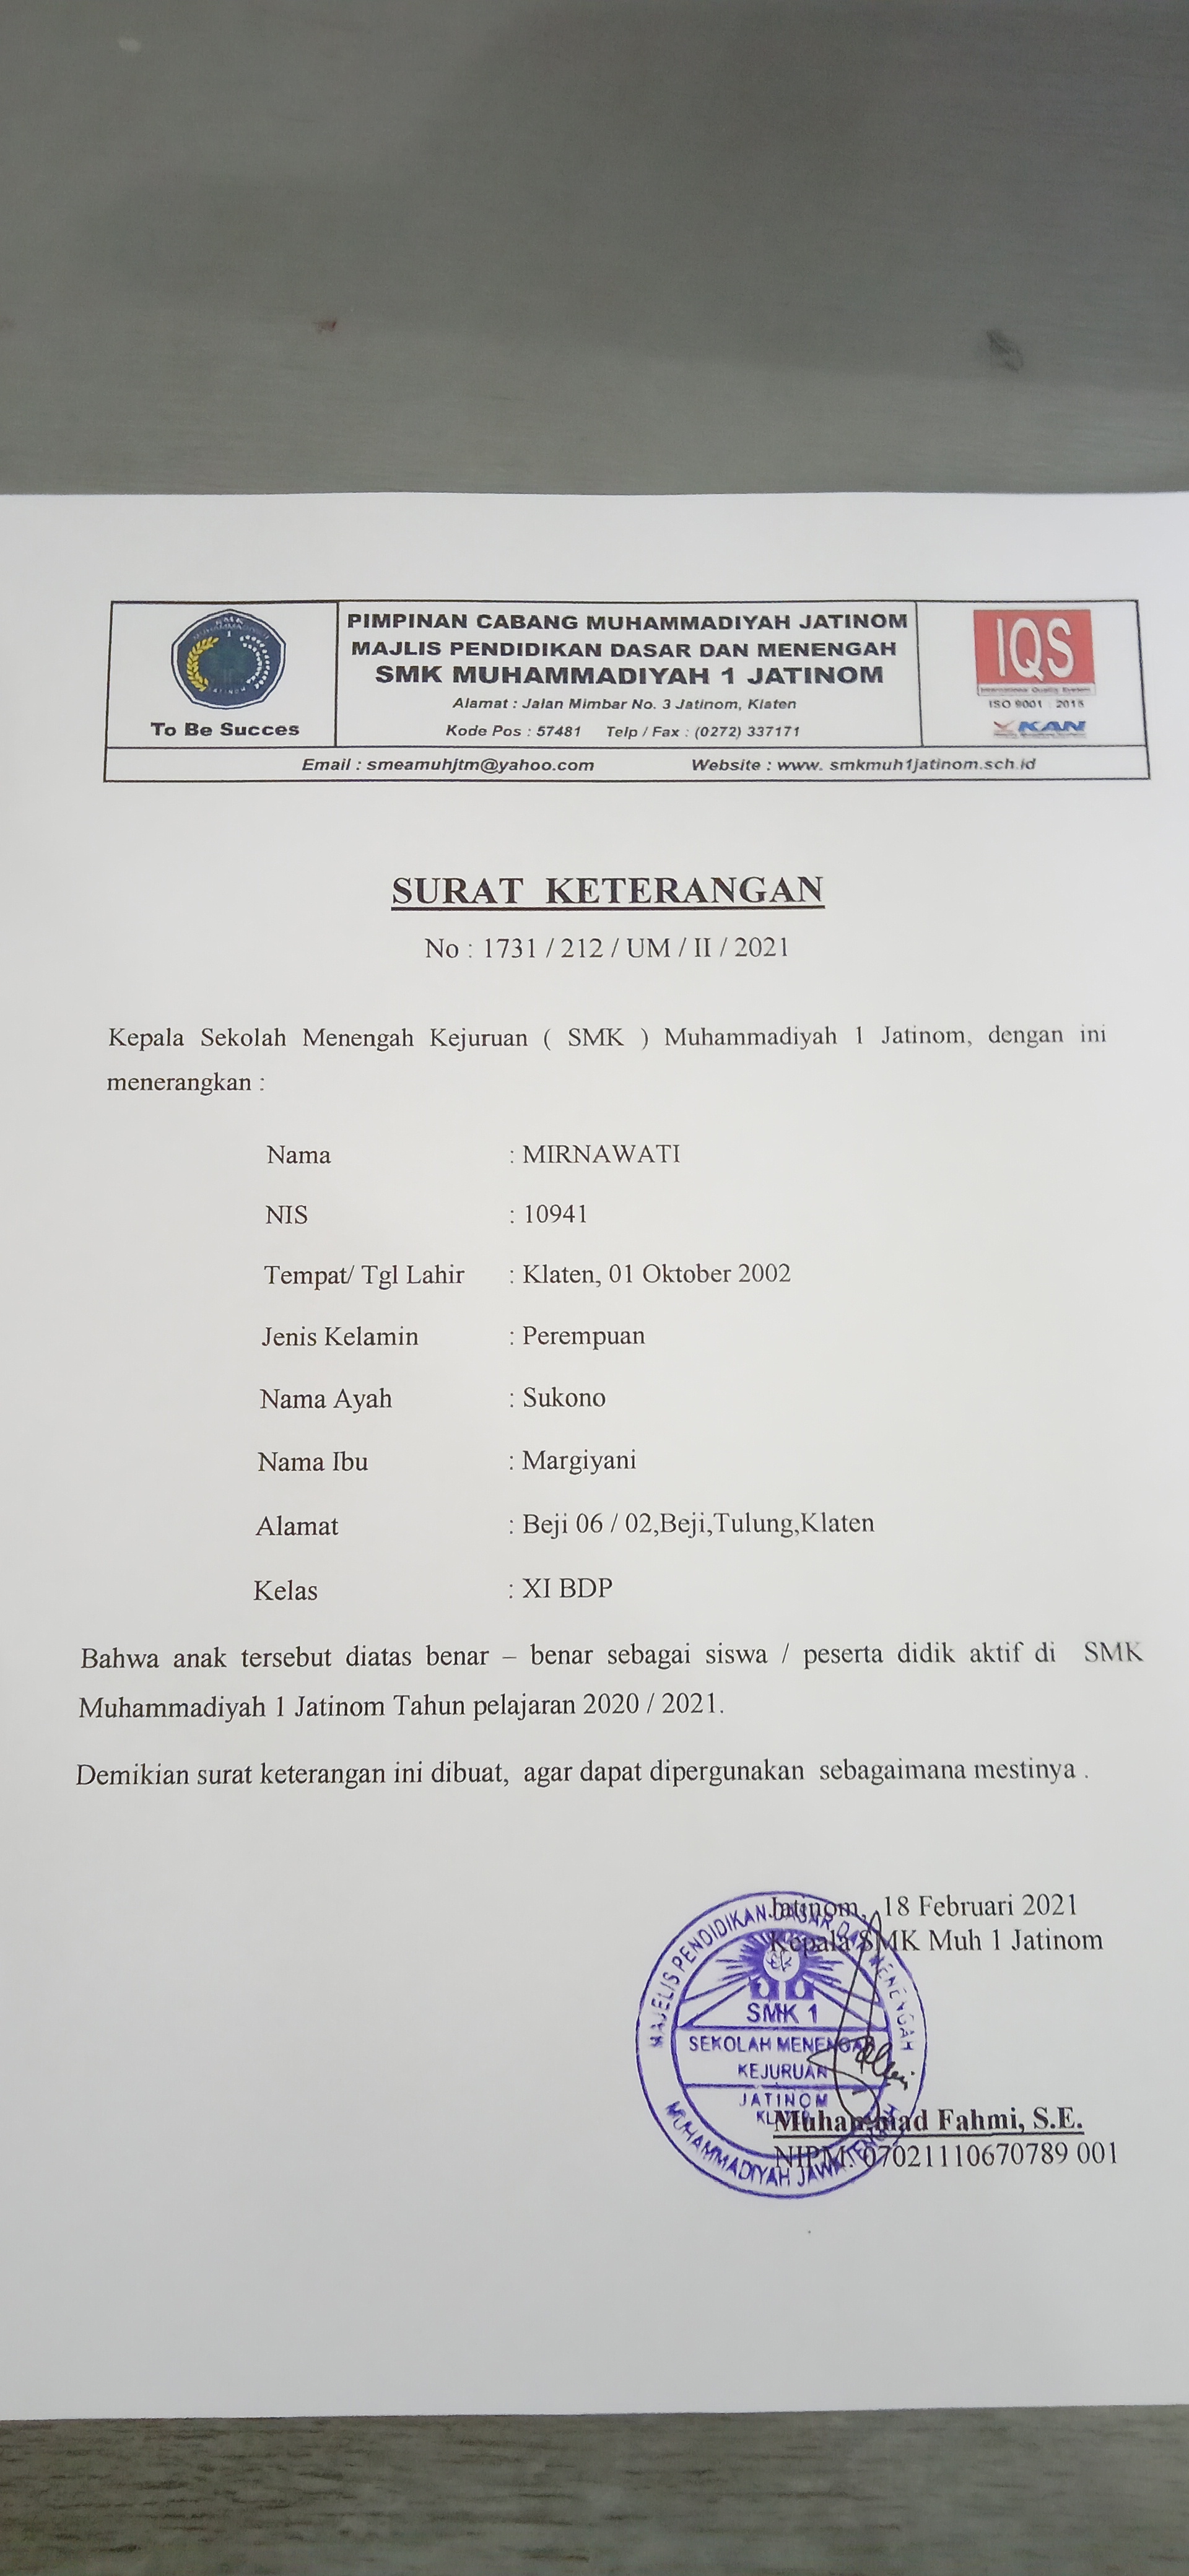 PIMPINAN CABANG MUHAMMADIYAH JATINOM
MAJLIS PENDIDIKAN DASAR DAN MENENGAH
SMK MUHAMMADIYAH 1 JATINOM
Alamat : Jalan Mimbar No. 3 Jatinom, Klaten
Kode Pos : 57481 Telp / Fax : (0272) 337171
To Be Succes
IQS
International Quality System
ISO 9001 : 2015
KAN
Email : smeamuhjtm@yahoo.com Website : www. smkmuh1jatinom.sch.id
SURAT KETERANGAN
No : 1731 / 212 / UM / II / 2021
Kepala Sekolah Menengah Kejuruan ( SMK ) Muhammadiyah 1 Jatinom, dengan ini
menerangkan :
Nama : MIRNAWATI
NIS : 10941
Tempat/ Tgl Lahir : Klaten, 01 Oktober 2002
Jenis Kelamin : Perempuan
Nama Ayah : Sukono
Nama Ibu : Margiyani
Alamat : Beji 06 / 02,Beji,Tulung,Klaten
Kelas : XI BDP
Bahwa anak tersebut diatas benar – benar sebagai siswa / peserta didik aktif di SMK
Muhammadiyah 1 Jatinom Tahun pelajaran 2020 / 2021.
Demikian surat keterangan ini dibuat, agar dapat dipergunakan sebagaimana mestinya .
Jatinom, 18 Februari 2021
Kepala SMK Muh 1 Jatinom
MAJELIS PENDIDIKAN DASAR DAN MENENGAH
SMK 1
SEKOLAH MENENGAH
KEJURUAN
JATINOM
MUHAMMADIYAH JAWA TENGAH
Muhammad Fahmi, S.E.
NIPM. 07021110670789 001